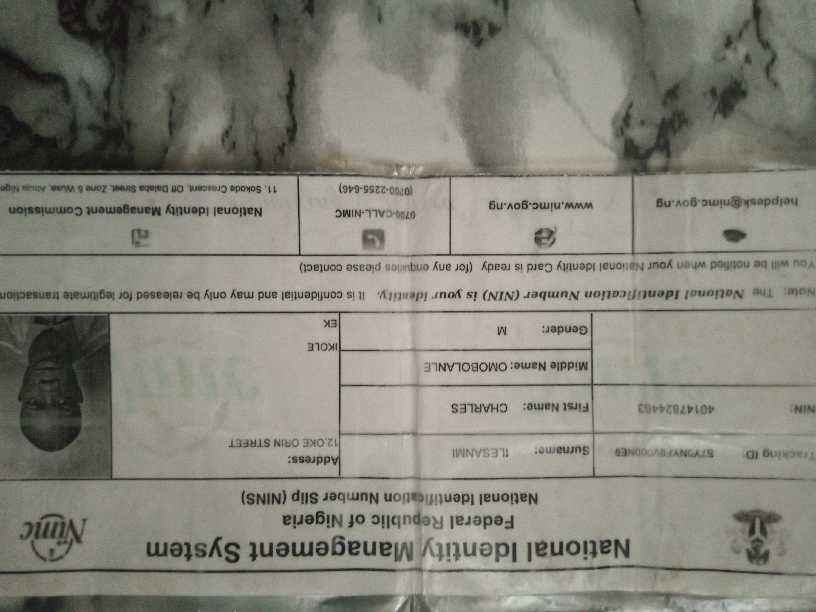 National Identity Management System
Federal Republic of Nigeria
National Identification Number Slip (NINS)
Nimc
Tracking ID:
Surname: ILESANMI
Address:
12,OKE ORIN STREET
NIN: 40147824463
First Name: CHARLES
Middle Name: OMOBOLANLE
IKOLE
Gender: M
EK
Note: The National Identification Number (NIN) is your identity. It is confidential and may only be released for legitimate transaction
You will be notified when your National Identity Card is ready (for any enquiries please contact)
helpdesk@nimc.gov.ng
www.nimc.gov.ng
0700-CALL-NIMC
(0700-2255-646)
National Identity Management Commission
11, Sokode Crescent, Off Dalaba Street, Zone 5 Wuse, Abuja Nige